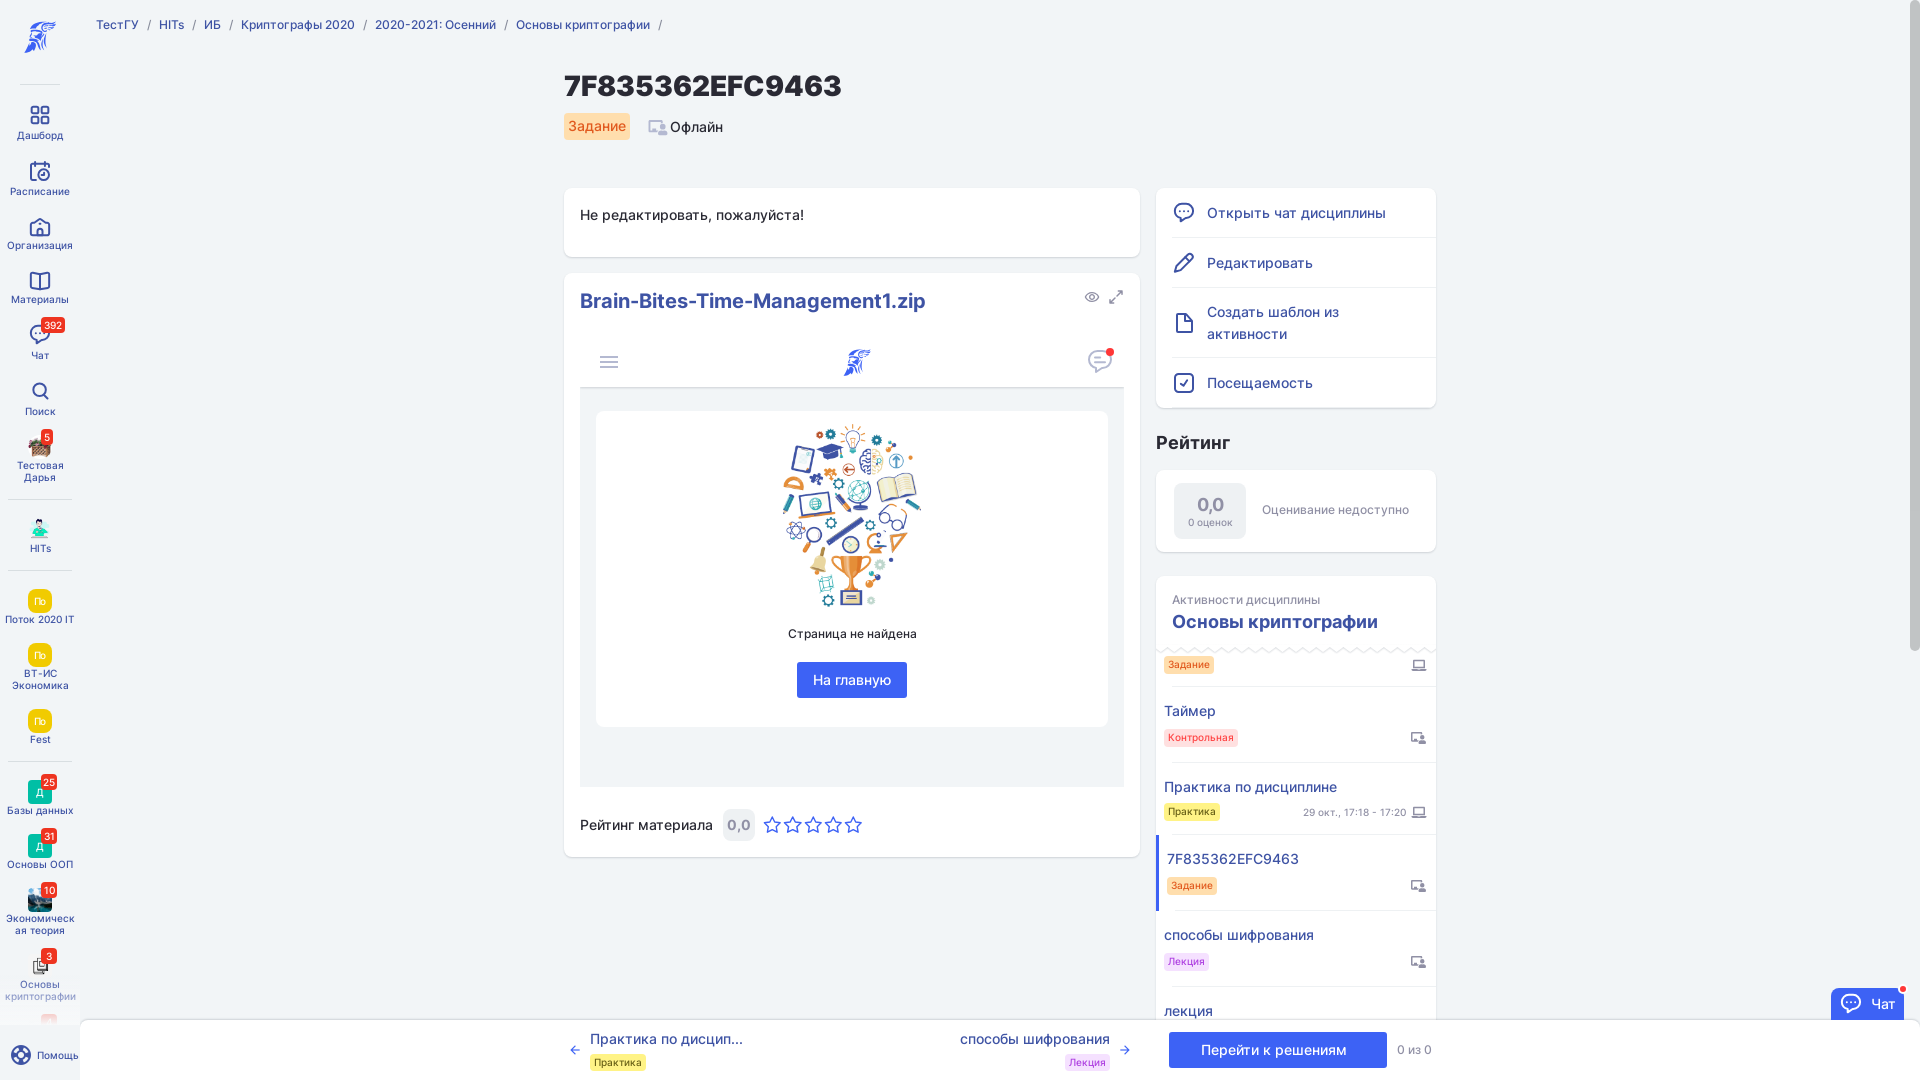 ТестГУ / HITs / ИБ / Криптографы 2020 / 2020-2021: Осенний / Основы криптографии /
Дашборд
Расписание
Организация
Материалы
392
Чат
Поиск
5
Тестовая
Дарья
HITs
По
Поток 2020 IT
По
ВТ-ИС
Экономика
По
Fest
25
Д
Базы данных
31
Д
Основы ООП
10
Экономическ
ая теория
3
Основы
криптографии
Помощь
7F835362EFC9463
Задание
Офлайн
Не редактировать, пожалуйста!
Brain-Bites-Time-Management1.zip
Страница не найдена
На главную
Рейтинг материала 0,0
Открыть чат дисциплины
Редактировать
Создать шаблон из
активности
Посещаемость
Рейтинг
0,0
0 оценок
Оценивание недоступно
Активности дисциплины
Основы криптографии
Задание
Таймер
Контрольная
Практика по дисциплине
Практика
29 окт., 17:18 - 17:20
7F835362EFC9463
Задание
способы шифрования
Лекция
лекция
Чат
Практика по дисцип...
Практика
способы шифрования
Лекция
Перейти к решениям
0 из 0